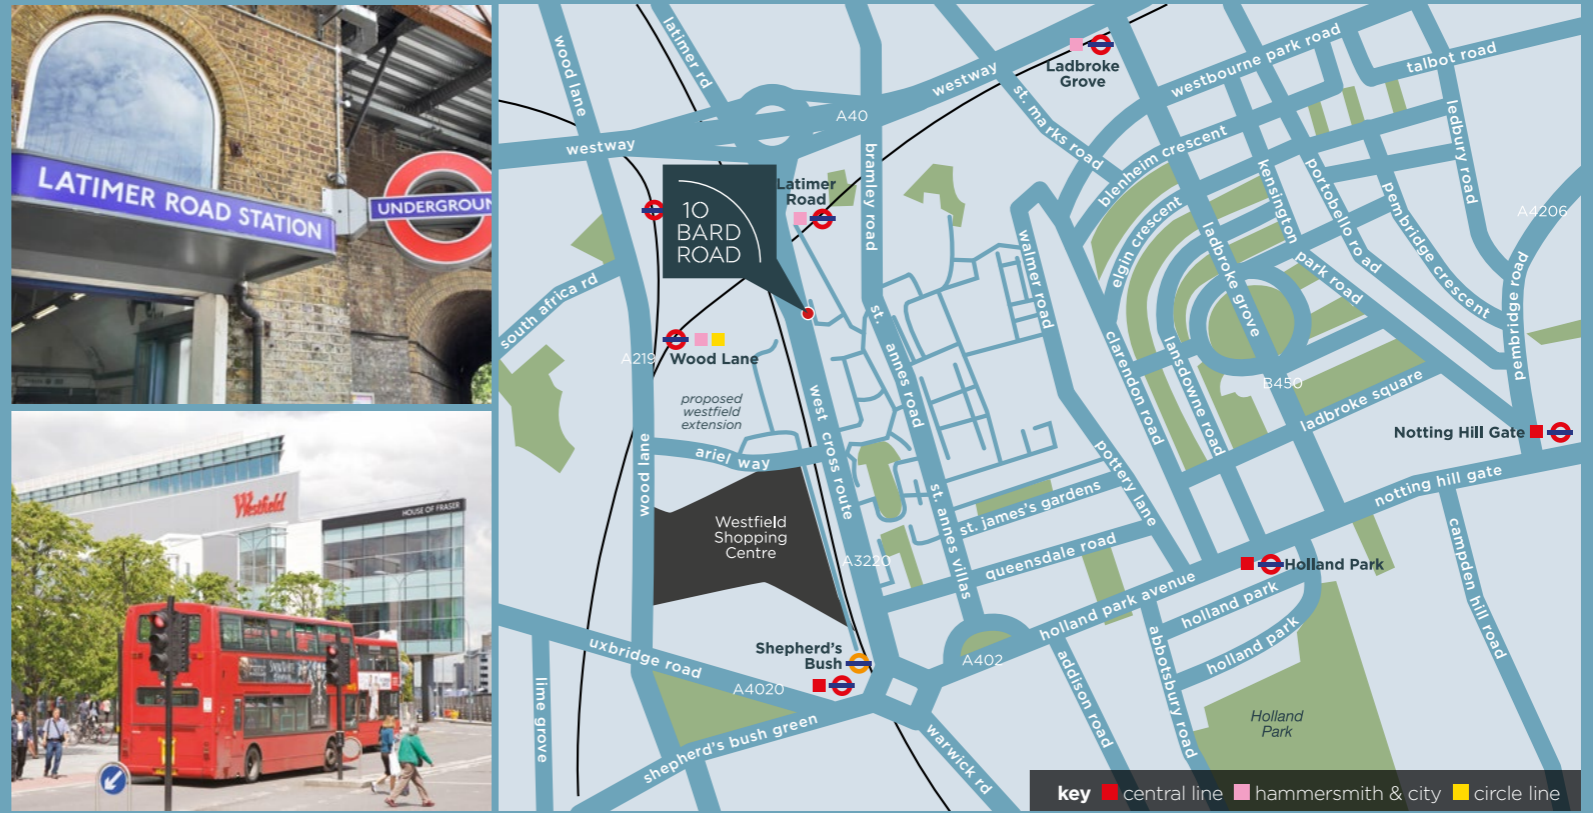 LATIMER ROAD STATION
UNDERGROUN
Westfield
HOUSE OF FRASER
wood lane
latimer rd
westway
A40
westway
Ladbroke
Grove
st. marks road
westbourne park road
talbot road
ledbury road
blenheim crescent
kensington
park road
portobello road
pembridge crescent
A4206
pembridge road
elgin crescent
ladbroke grove
bramley road
Latimer
Road
10
BARD
ROAD
walmer road
south africa rd
A219
Wood Lane
proposed
westfield
extension
west cross route
st.
annes road
clarendon road
lansdowne road
B450
ladbroke square
Notting Hill Gate
notting hill gate
wood lane
ariel way
Westfield
Shopping
Centre
A3220
st. annes villas
st. james's gardens
pottery lane
queensdale road
holland park avenue
Holland Park
holland park
holland park
campden hill road
Shepherd's
Bush
uxbridge road
A4020
A402
lime grove
shepherd's bush green
warwick rd
addison road
abbotsbury road
Holland
Park
key central line hammersmith & city circle line